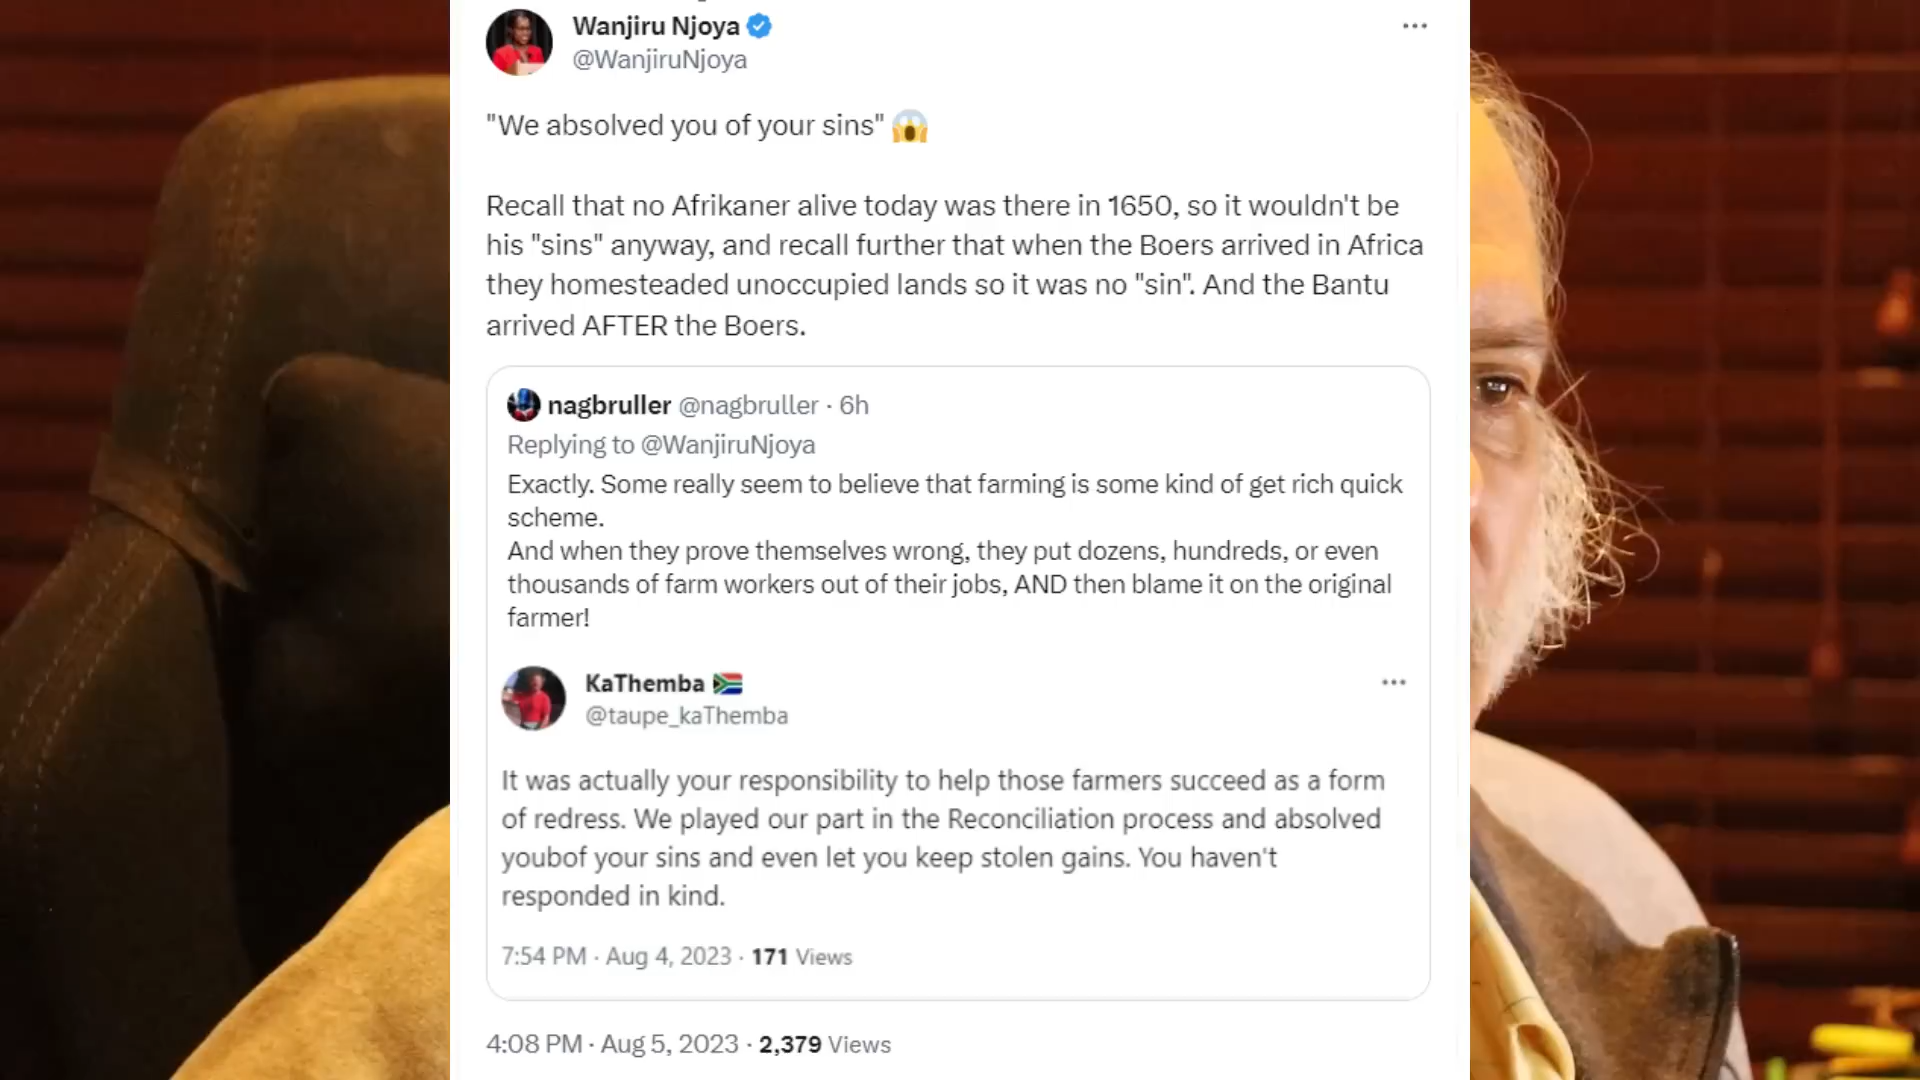 Wanjiru Njoya
@WanjiruNjoya
"We absolved you of your sins" 😱
Recall that no Afrikaner alive today was there in 1650, so it wouldn't be
his "sins" anyway, and recall further that when the Boers arrived in Africa
they homesteaded unoccupied lands so it was no "sin". And the Bantu
arrived AFTER the Boers.
nagbruller @nagbruller · 6h
Replying to @WanjiruNjoya
Exactly. Some really seem to believe that farming is some kind of get rich quick
scheme.
And when they prove themselves wrong, they put dozens, hundreds, or even
thousands of farm workers out of their jobs, AND then blame it on the original
farmer!
KaThemba 🇿🇦
@taupe_kaThemba
It was actually your responsibility to help those farmers succeed as a form
of redress. We played our part in the Reconciliation process and absolved
youbof your sins and even let you keep stolen gains. You haven't
responded in kind.
7:54 PM · Aug 4, 2023 · 171 Views
4:08 PM · Aug 5, 2023 · 2,379 Views